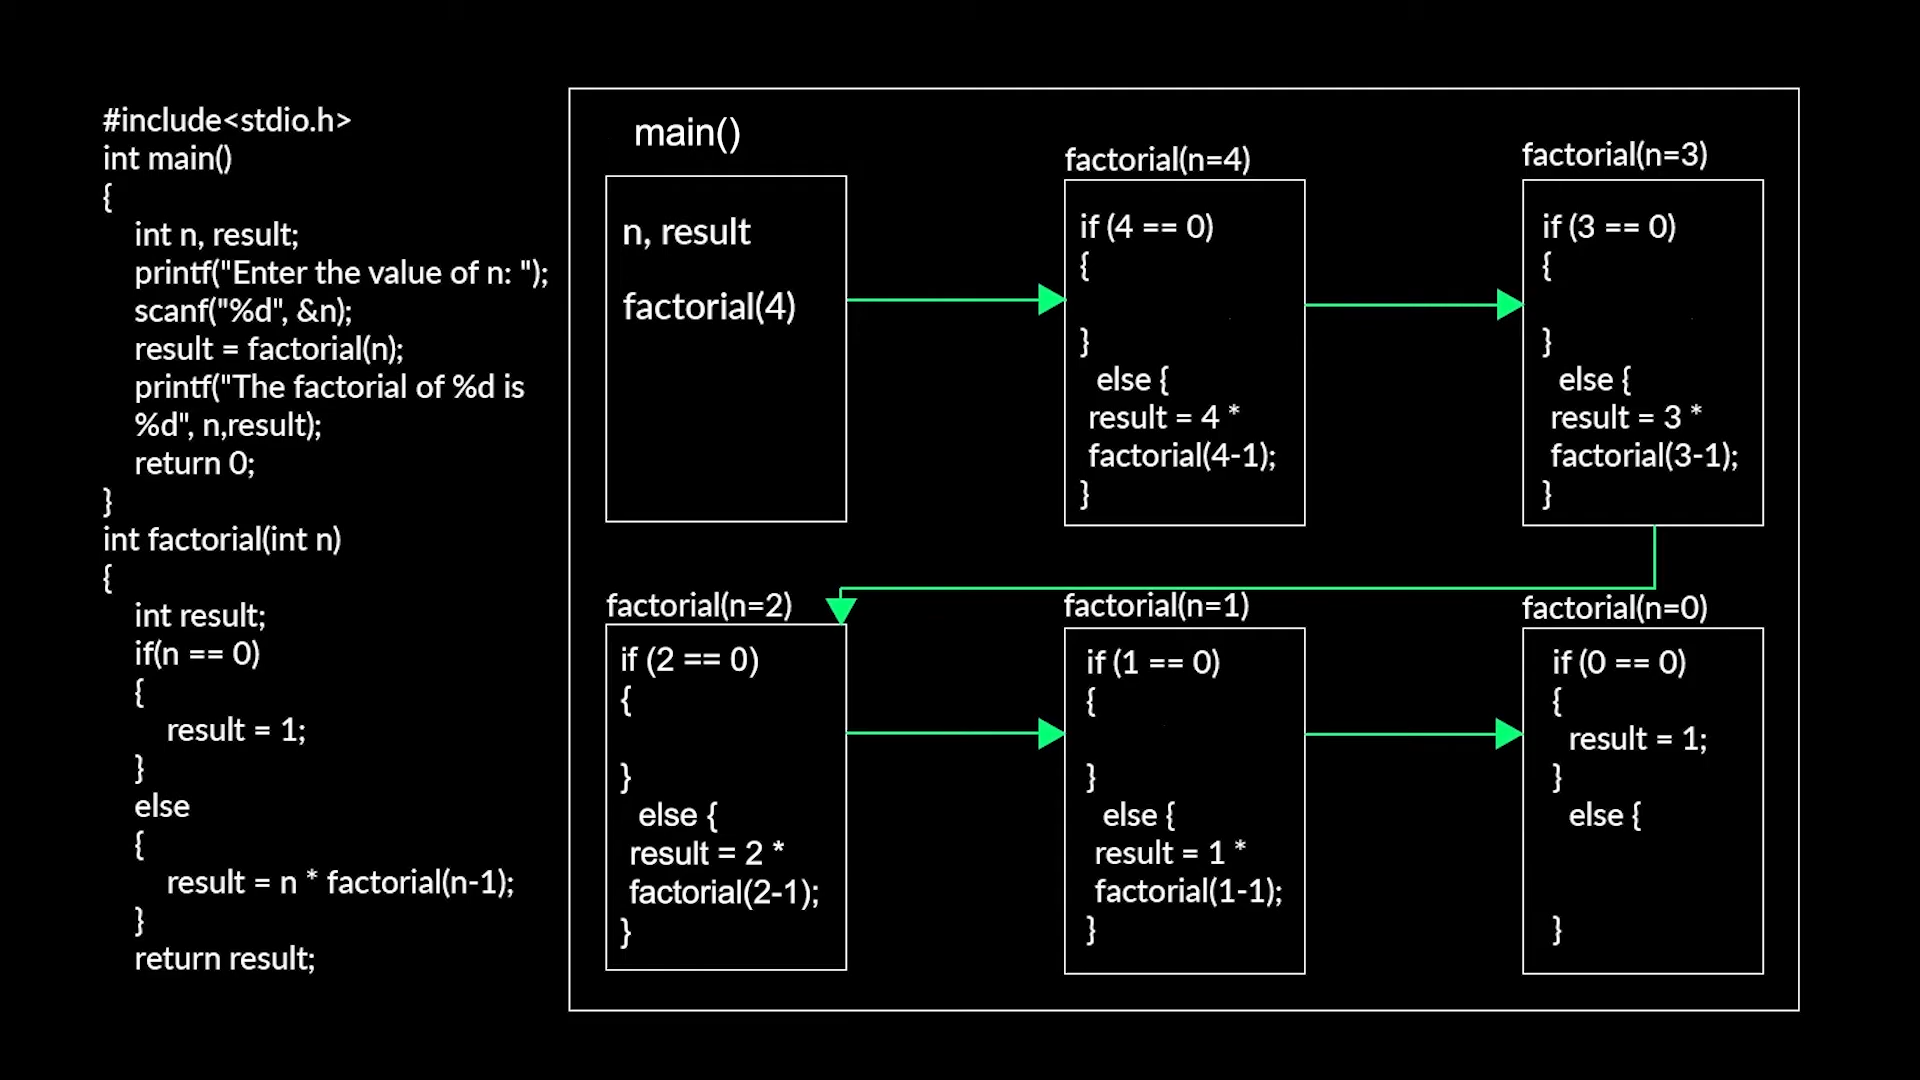 #include<stdio.h>
int main()
{
int n, result;
printf("Enter the value of n: ");
scanf("%d", &n);
result = factorial(n);
printf("The factorial of %d is
%d", n,result);
return 0;
}
int factorial(int n)
{
int result;
if(n == 0)
{
result = 1;
}
else
{
result = n * factorial(n-1);
}
return result;
main()
n, result
factorial(4)
factorial(n=4)
if (4 == 0)
{
}
else {
result = 4 *
factorial(4-1);
}
factorial(n=3)
if (3 == 0)
{
}
else {
result = 3 *
factorial(3-1);
}
factorial(n=2)
if (2 == 0)
{
}
else {
result = 2 *
factorial(2-1);
}
factorial(n=1)
if (1 == 0)
{
}
else {
result = 1 *
factorial(1-1);
}
factorial(n=0)
if (0 == 0)
{
result = 1;
}
else {
}